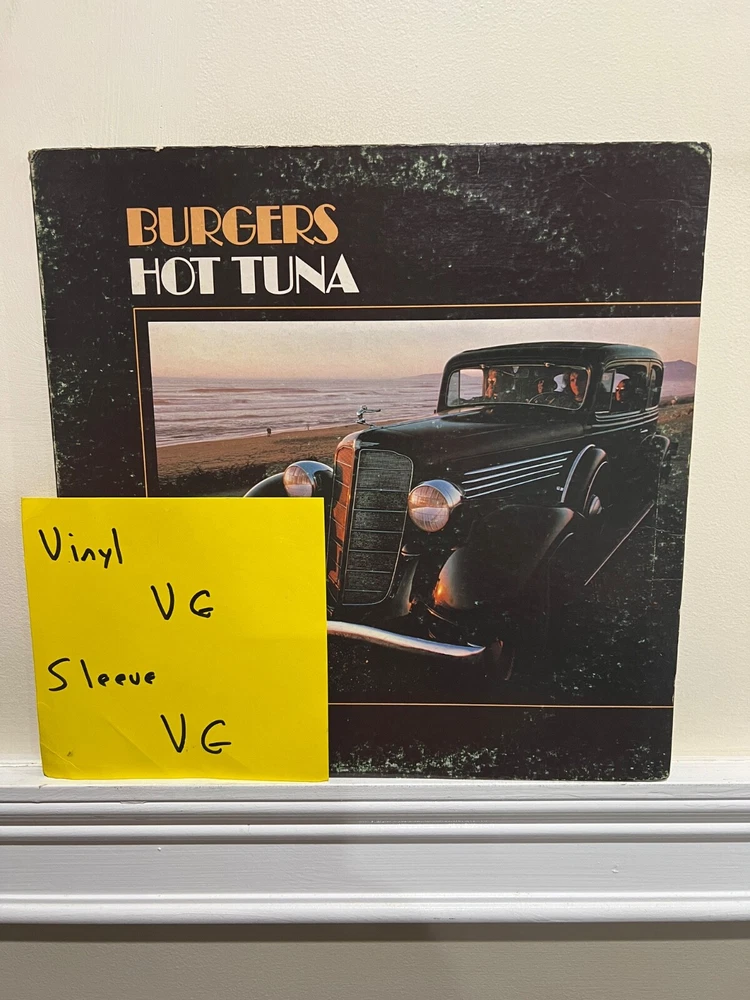 BURGERS
HOT TUNA
Vinyl
VG
Sleeve
VG